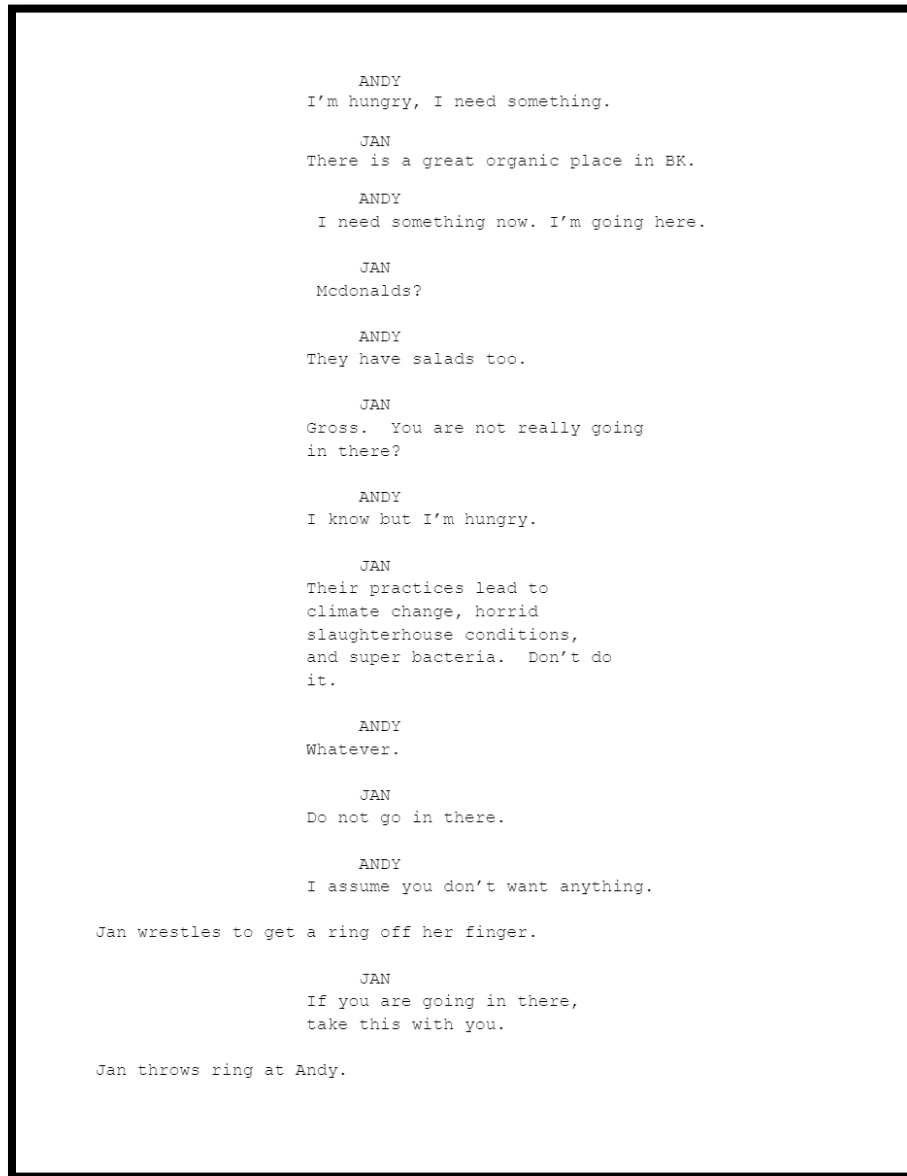 ANDY
I’m hungry, I need something.
JAN
There is a great organic place in BK.
ANDY
I need something now. I’m going here.
JAN
Mcdonalds?
ANDY
They have salads too.
JAN
Gross.  You are not really going
in there?
ANDY
I know but I’m hungry.
JAN
Their practices lead to
climate change, horrid
slaughterhouse conditions,
and super bacteria.  Don’t do
it.
ANDY
Whatever.
JAN
Do not go in there.
ANDY
I assume you don’t want anything.
Jan wrestles to get a ring off her finger.
JAN
If you are going in there,
take this with you.
Jan throws ring at Andy.